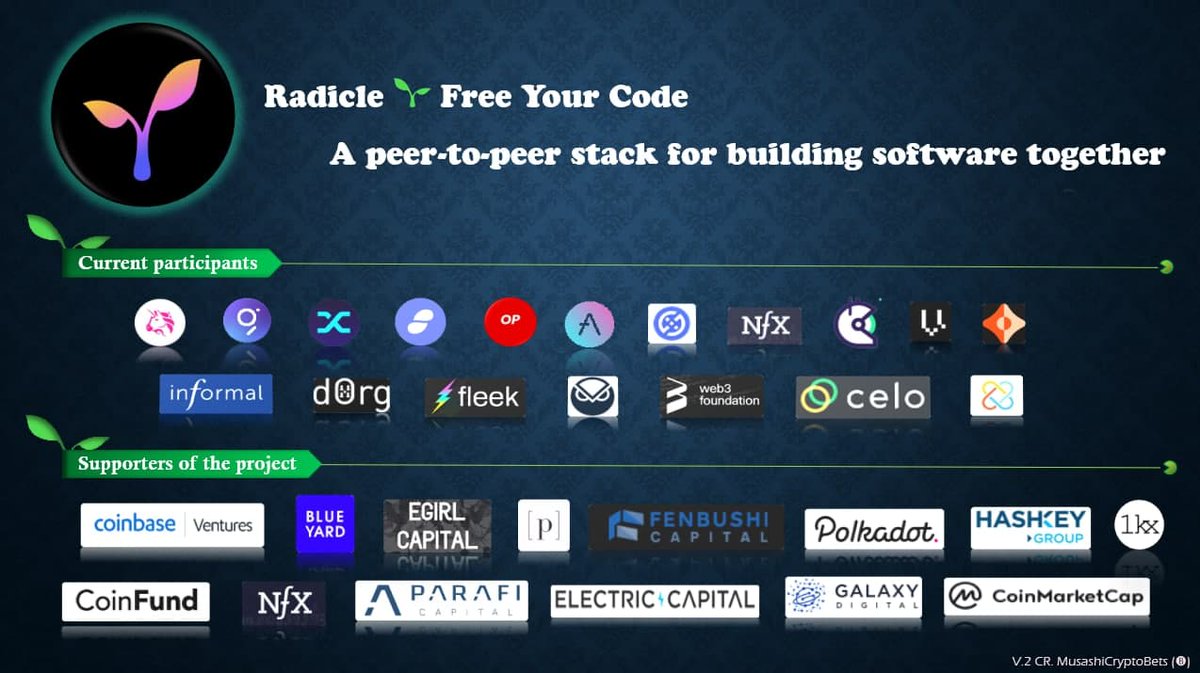 Radicle Free Your Code
A peer-to-peer stack for building software together
Current participants
OP
NfX
informal
dOrg
fleek
web3
foundation
celo
Supporters of the project
coinbase Ventures
BLUE
YARD
EGIRL
CAPITAL
[p]
FENBUSHI
CAPITAL
Polkadot.
HASHKEY
GROUP
1kx
CoinFund
NfX
PARAFI
CAPITAL
ELECTRIC CAPITAL
GALAXY
DIGITAL
CoinMarketCap
V.2 CR. MusashiCryptoBets (B)